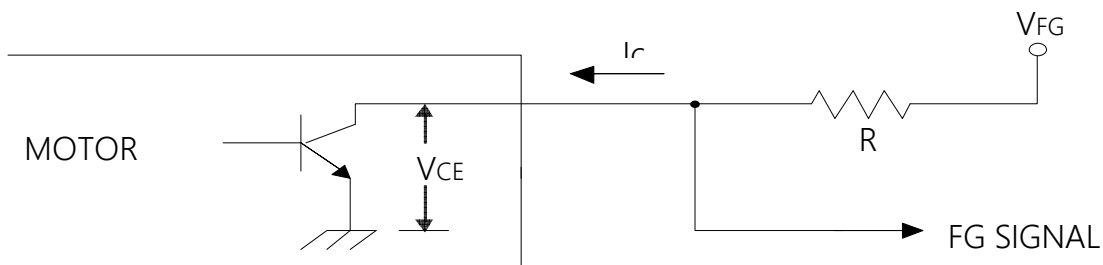 VFG
IC
R
MOTOR
VCE
FG SIGNAL